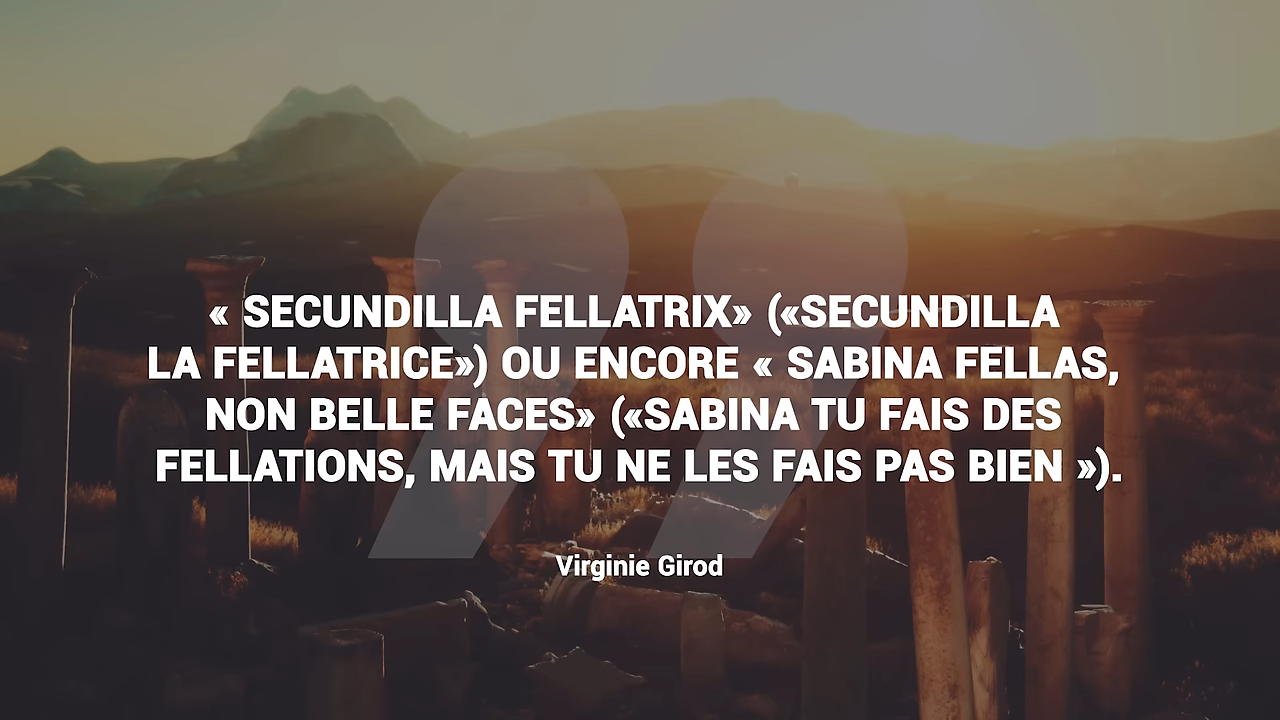 « SECUNDILLA FELLATRIX» («SECUNDILLA
LA FELLATRICE») OU ENCORE « SABINA FELLAS,
NON BELLE FACES» («SABINA TU FAIS DES
FELLATIONS, MAIS TU NE LES FAIS PAS BIEN »).
Virginie Girod